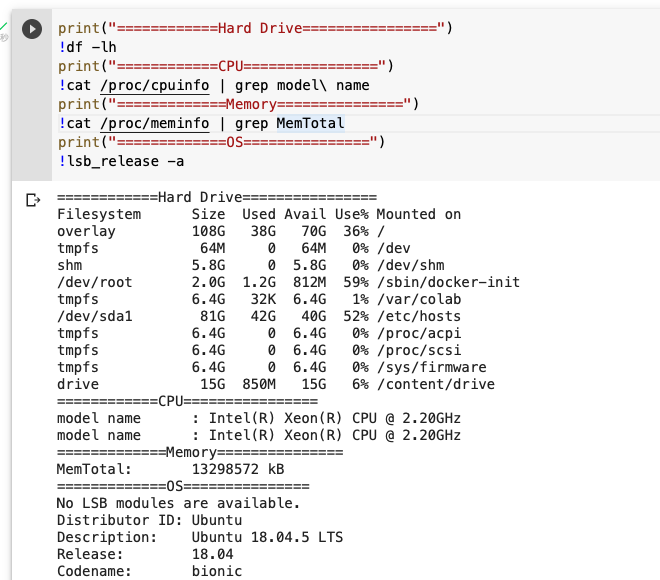 print("============Hard Drive================")
!df -lh
print("============CPU================")
!cat /proc/cpuinfo | grep model\ name
print("=============Memory===============")
!cat /proc/meminfo | grep MemTotal
print("=============OS===============")
!lsb_release -a
============Hard Drive================
Filesystem      Size  Used Avail Use% Mounted on
overlay         108G   38G   70G  36% /
tmpfs            64M     0   64M   0% /dev
shm             5.8G     0  5.8G   0% /dev/shm
/dev/root       2.0G  1.2G  812M  59% /sbin/docker-init
tmpfs           6.4G   32K  6.4G   1% /var/colab
/dev/sda1        81G   42G   40G  52% /etc/hosts
tmpfs           6.4G     0  6.4G   0% /proc/acpi
tmpfs           6.4G     0  6.4G   0% /proc/scsi
tmpfs           6.4G     0  6.4G   0% /sys/firmware
drive            15G  850M   15G   6% /content/drive
============CPU================
model name      : Intel(R) Xeon(R) CPU @ 2.20GHz
model name      : Intel(R) Xeon(R) CPU @ 2.20GHz
=============Memory===============
MemTotal:       13298572 kB
=============OS===============
No LSB modules are available.
Distributor ID: Ubuntu
Description:    Ubuntu 18.04.5 LTS
Release:        18.04
Codename:       bionic